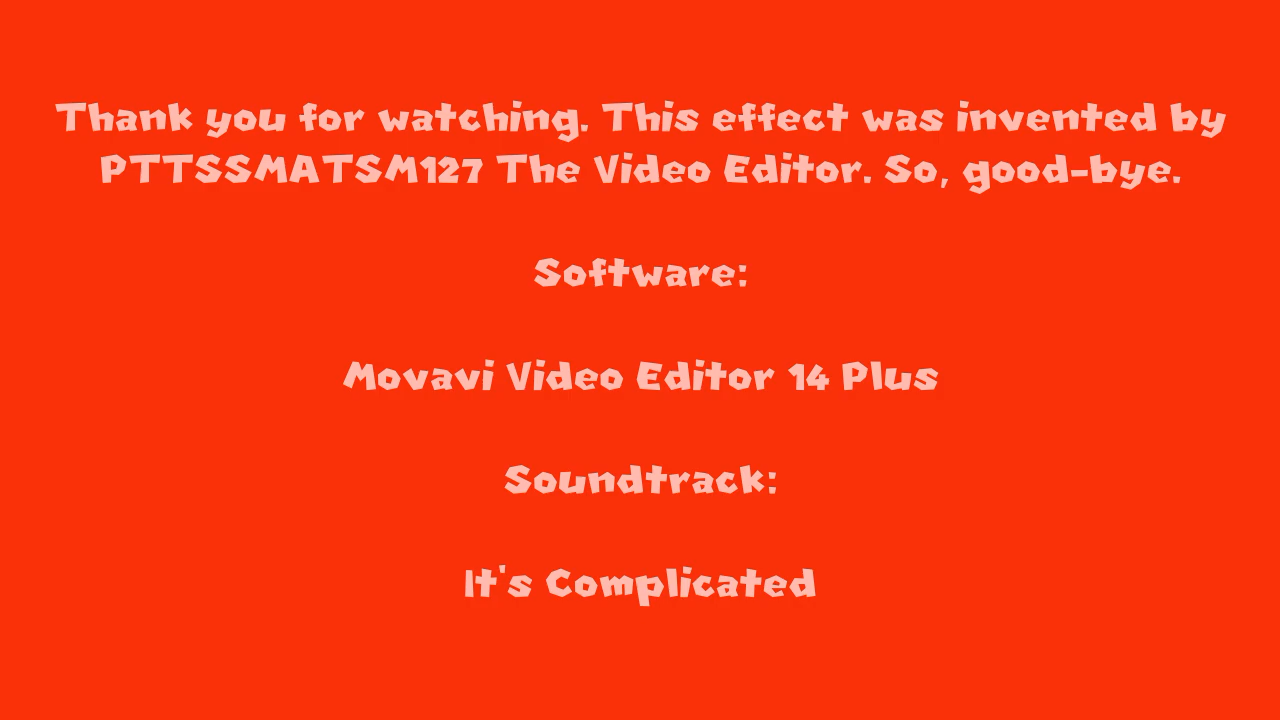 Thank you for watching. This effect was invented by
PTTSSMATSM127 The Video Editor. So, good-bye.
Software:
Movavi Video Editor 14 Plus
Soundtrack:
It's Complicated